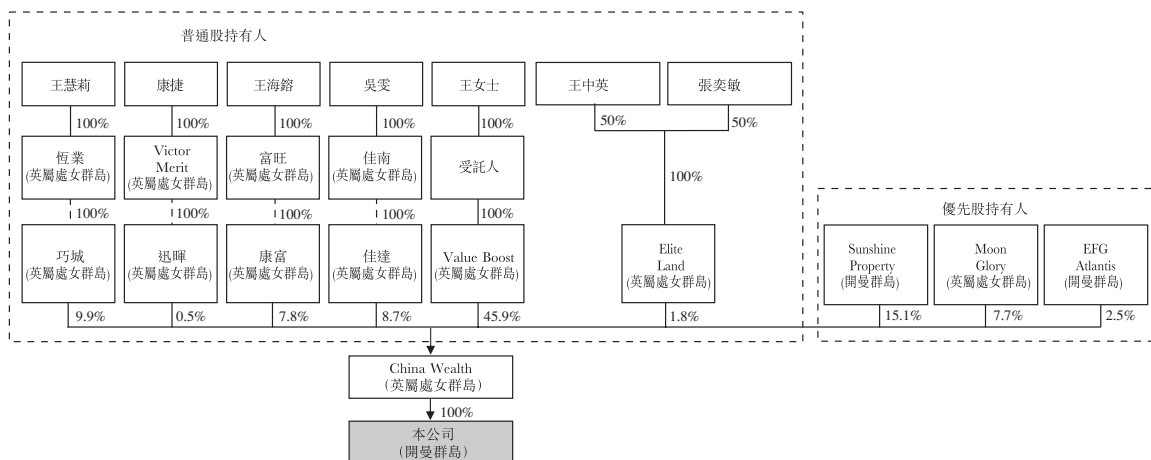 普通股持有人
王慧莉
康捷
王海鎔
吳雯
王女士
王中英
張奕敏
100%
100%
100%
100%
100%
50%
50%
恆業
(英屬處女群島)
Victor
Merit
(英屬處女群島)
富旺
(英屬處女群島)
佳南
(英屬處女群島)
受託人
100%
優先股持有人
100%
100%
100%
100%
100%
巧城
(英屬處女群島)
迅暉
(英屬處女群島)
康富
(英屬處女群島)
佳達
(英屬處女群島)
Value Boost
(英屬處女群島)
Elite
Land
(英屬處女群島)
Sunshine
Property
(開曼群島)
Moon
Glory
(英屬處女群島)
EFG
Atlantis
(開曼群島)
9.9%
0.5%
7.8%
8.7%
45.9%
1.8%
15.1%
7.7%
2.5%
China Wealth
(英屬處女群島)
100%
本公司
(開曼群島)